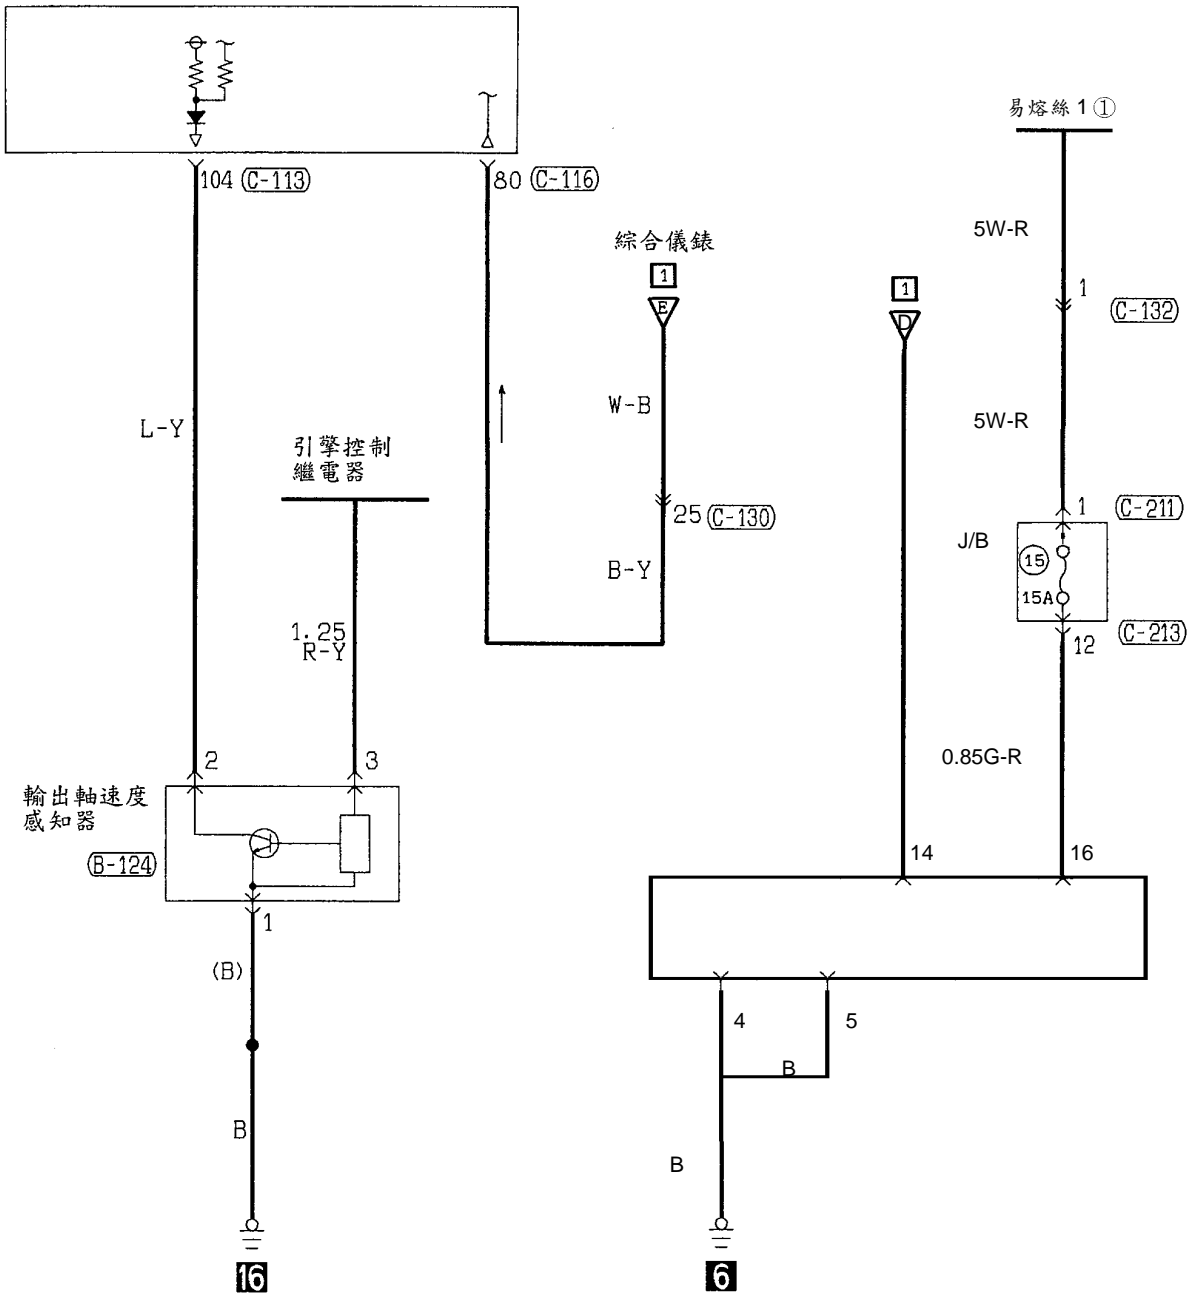 易熔絲 1 ①
104 (C-113)
80 (C-116)
5W-R
綜合儀錶
1
E
1
D
1
(C-132)
W-B
L-Y
5W-R
引擎控制
繼電器
25 (C-130)
1
(C-211)
J/B
15
15A
B-Y
1.25
R-Y
12
(C-213)
2
3
0.85G-R
輸出軸速度
感知器
(B-124)
14
16
1
(B)
4
5
B
B
B
16
6